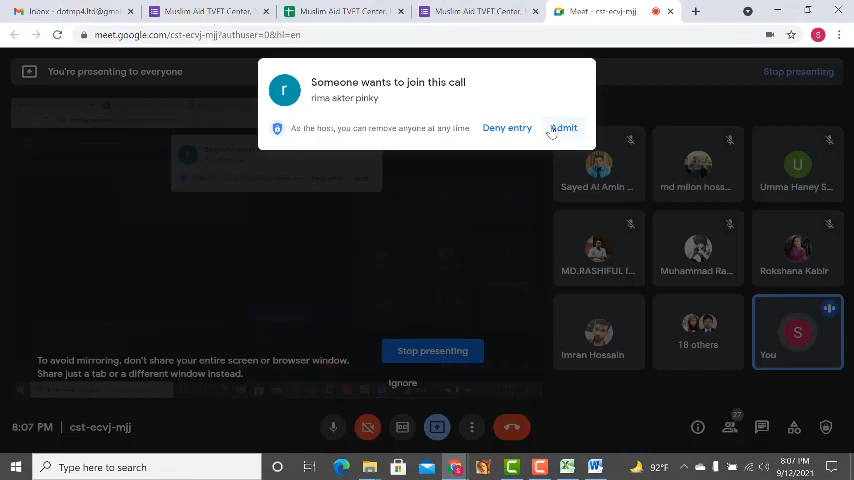 Inbox - dotmp4.ltd@gmail
Muslim Aid TVET Center, 
Muslim Aid TVET Center, 
Muslim Aid TVET Center, 
Meet - cst-ecvj-mjj
meet.google.com/cst-ecvj-mjj?authuser=0&hl=en
S
You're presenting to everyone
Stop presenting
Someone wants to join this call
r
rima akter pinky
As the host, you can remove anyone at any time
Deny entry
Admit
Sayed Al Amin ...
md milon hoss...
U
Umma Haney S...
MD.RASHIFUL I...
Muhammad Ra...
Rokshana Kabir
Imran Hossain
18 others
S
You
Stop presenting
To avoid mirroring, don't share your entire screen or browser window.
Share just a tab or a different window instead.
Ignore
8:07 PM
cst-ecvj-mjj
27
Type here to search
92°F
8:07 PM
9/12/2021